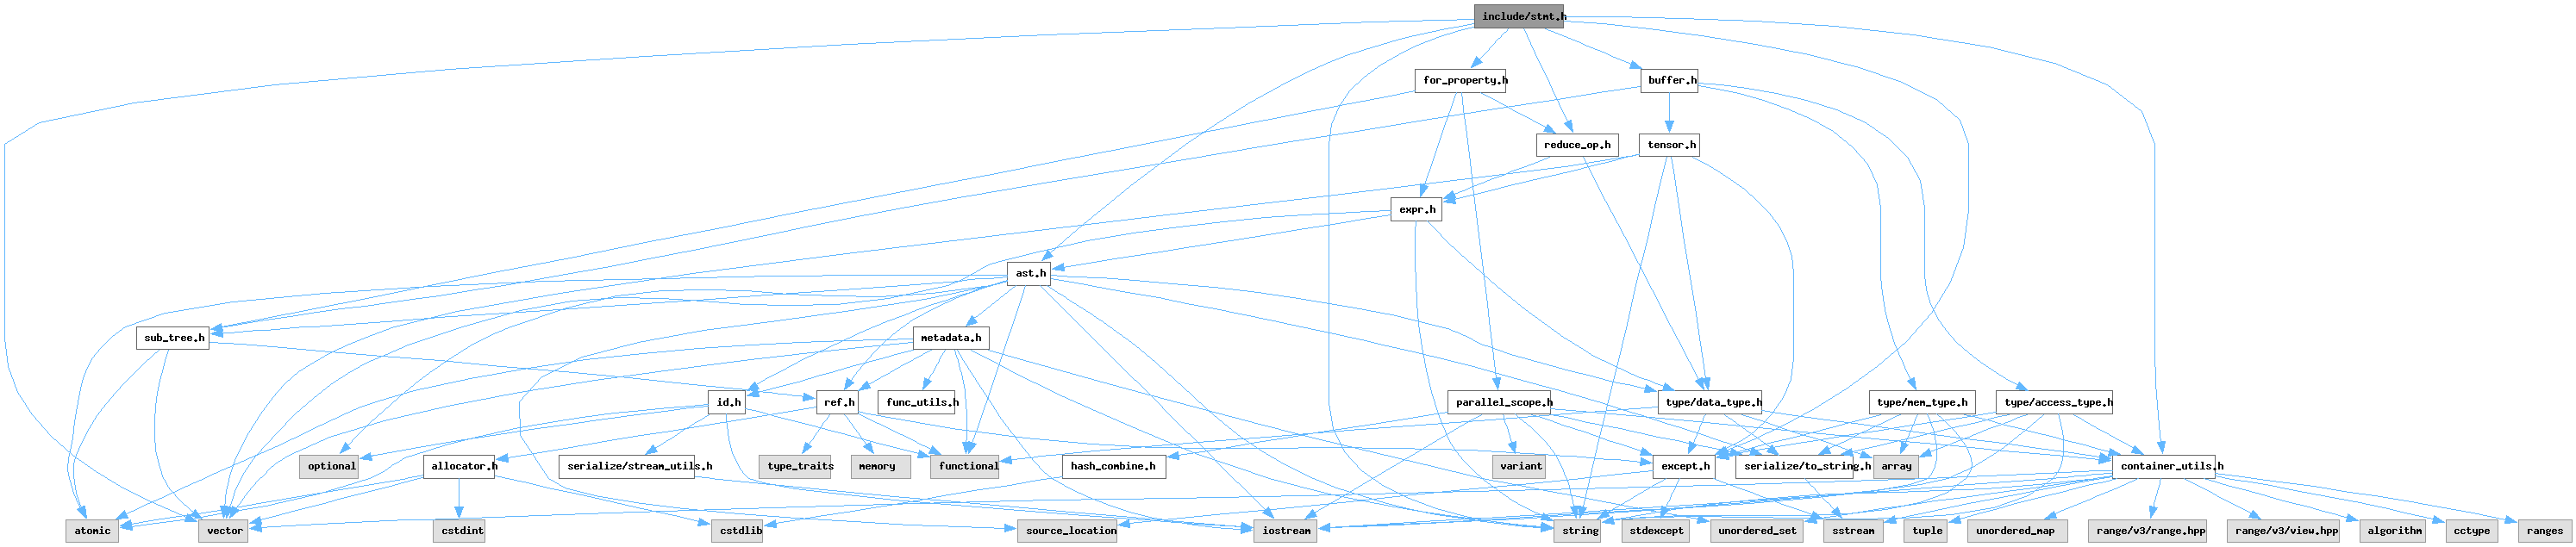 include/stmt.h
for_property.h
buffer.h
reduce_op.h
tensor.h
expr.h
ast.h
sub_tree.h
metadata.h
id.h
ref.h
func_utils.h
parallel_scope.h
type/data_type.h
type/mem_type.h
type/access_type.h
optional
allocator.h
serialize/stream_utils.h
type_traits
memory
functional
hash_combine.h
variant
except.h
serialize/to_string.h
array
container_utils.h
atomic
vector
cstdint
cstdlib
source_location
iostream
string
stdexcept
unordered_set
sstream
tuple
unordered_map
range/v3/range.hpp
range/v3/view.hpp
algorithm
cctype
ranges